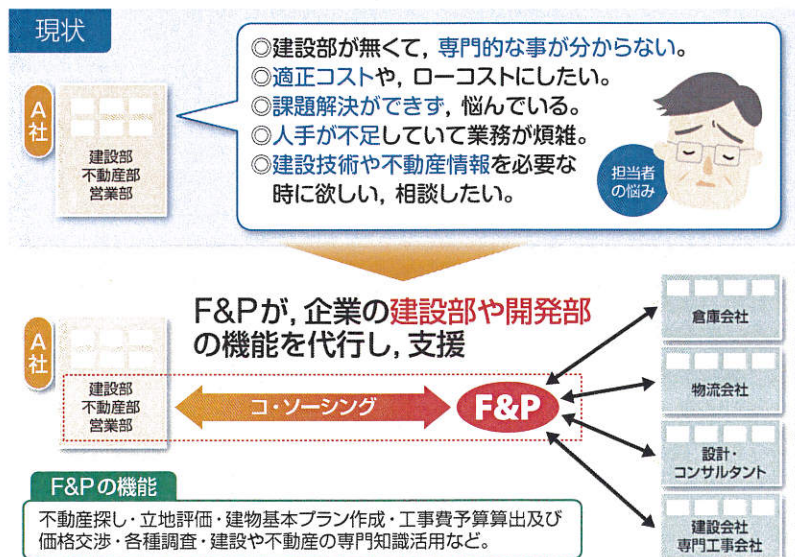 現状
◎建設部が無くて，専門的な事が分からない。
◎適正コストや，ローコストにしたい。
◎課題解決ができず，悩んでいる。
◎人手が不足していて業務が煩雑。
◎建設技術や不動産情報を必要な
時に欲しい，相談したい。
A社
建設部
不動産部
営業部
担当者
の悩み
F&Pが，企業の建設部や開発部
の機能を代行し，支援
A社
建設部
不動産部
営業部
コ・ソーシング
F&P
倉庫会社
物流会社
設計・
コンサルタント
建設会社
専門工事会社
F&Pの機能
不動産探し・立地評価・建物基本プラン作成・工事費予算算出及び
価格交渉・各種調査・建設や不動産の専門知識活用など。